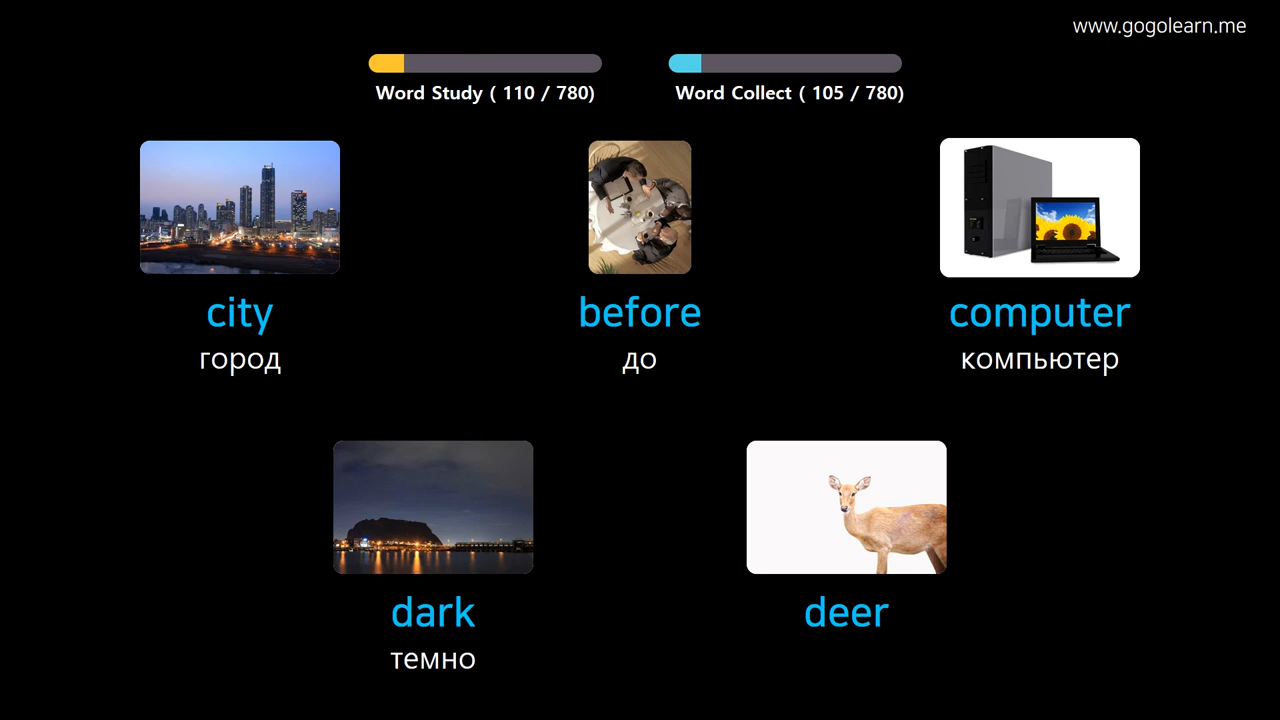 www.gogolearn.me
Word Study ( 110 / 780)
Word Collect ( 105 / 780)
city
before
computer
город
до
компьютер
dark
deer
темно